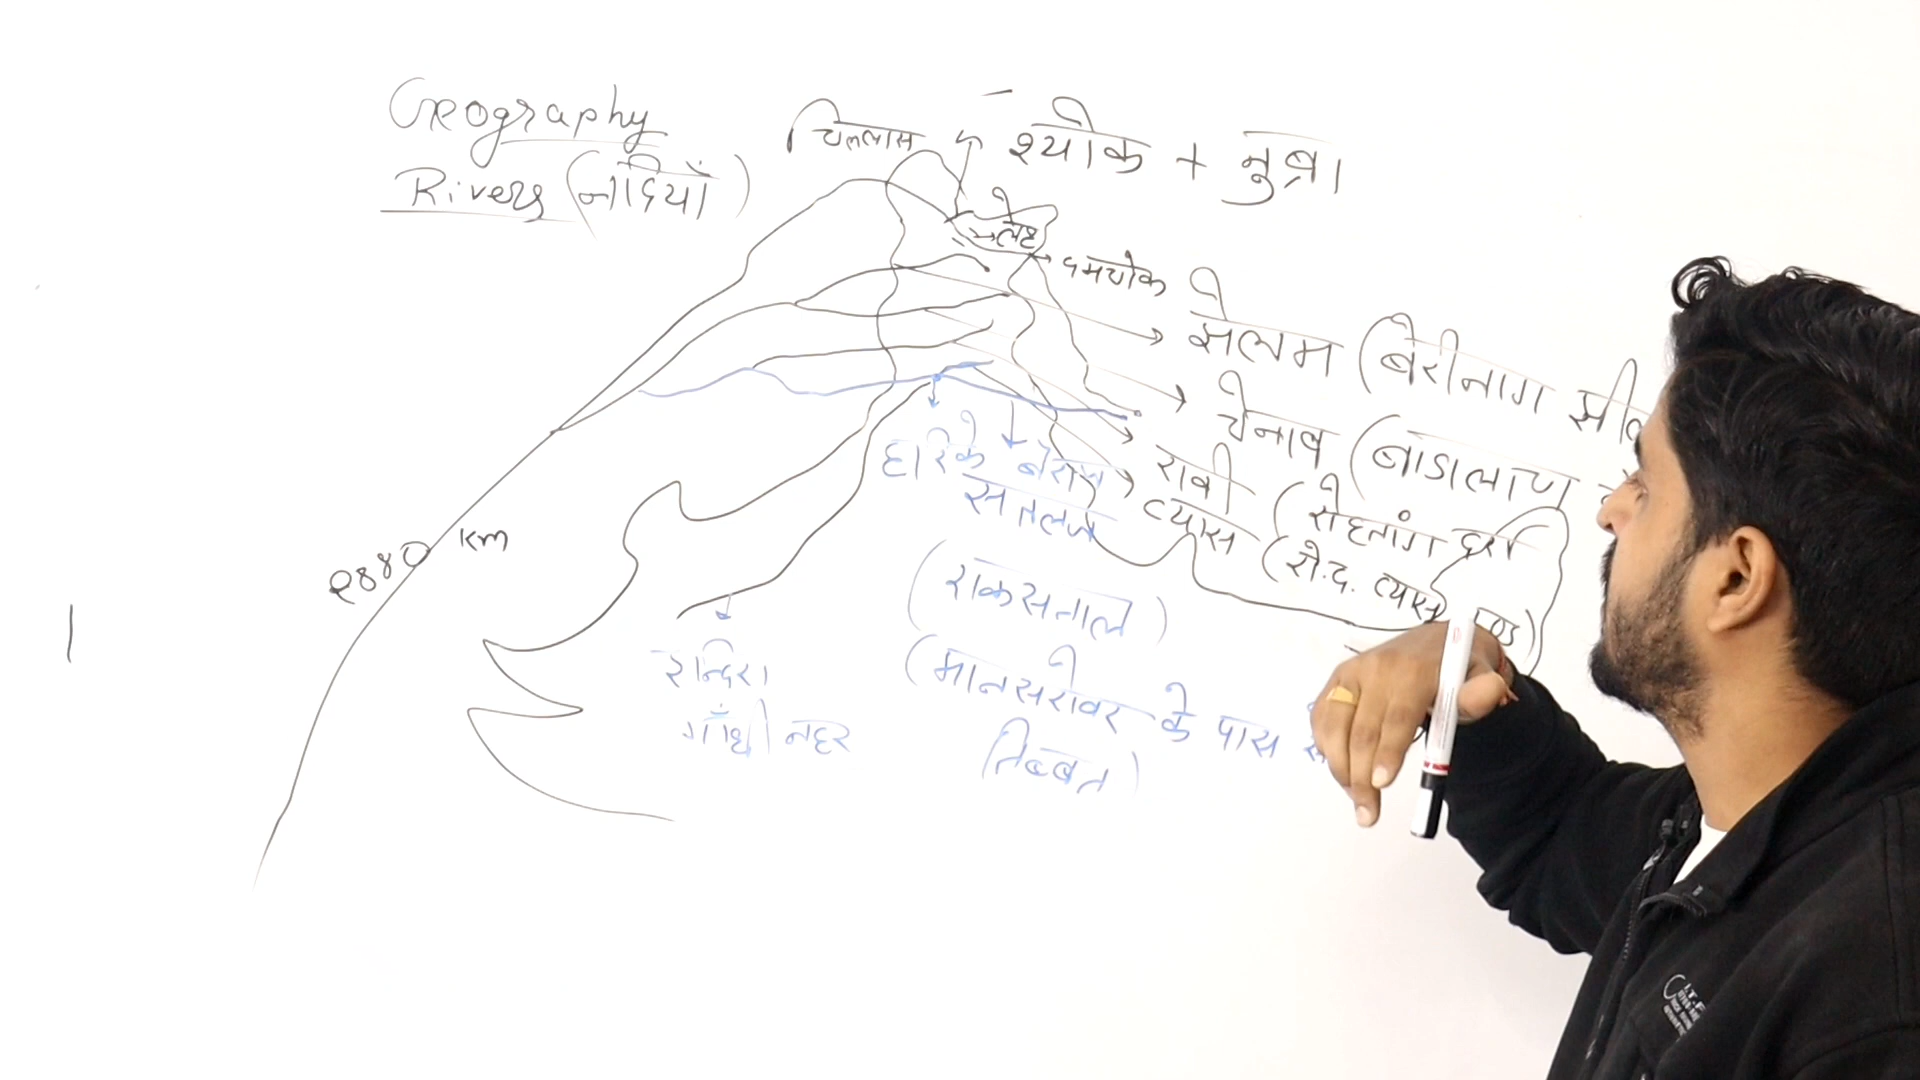 Geography
Rivers (नदियाँ)
चिल्लास
श्योक + नुब्रा
लेह
दमचोक
झेलम (बेरीनाग
चेनाब (बाडालाचा
रावी (रोहतांग दर्रा
व्यास (रो.द. व्यास
हरिके बैराज
सतलज
(राकसताल)
(मानसरोवर के पास
तिब्बत)
2880 km
इन्दिरा
गाँधी नहर